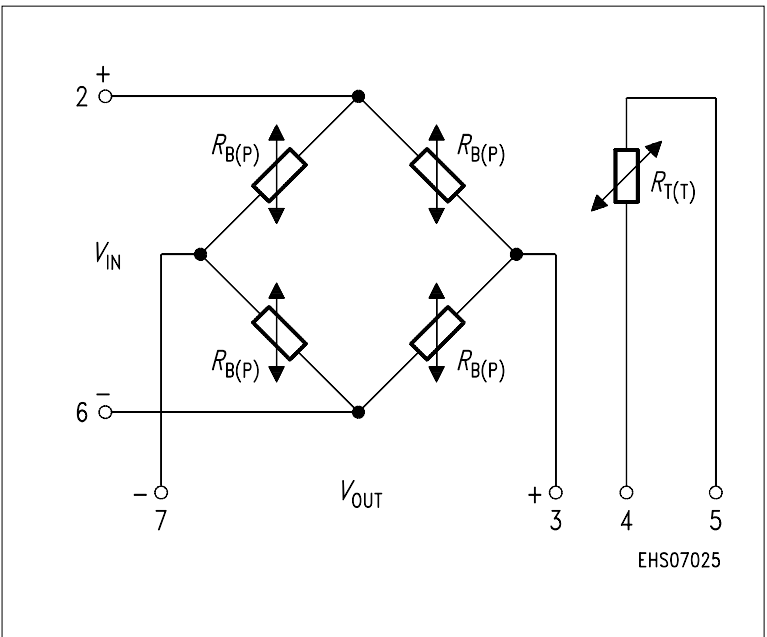 2 +
R_B(P)
R_B(P)
R_T(T)
V_IN
R_B(P)
R_B(P)
6 −
V_OUT
− 7
+ 3
4
5
EHS07025